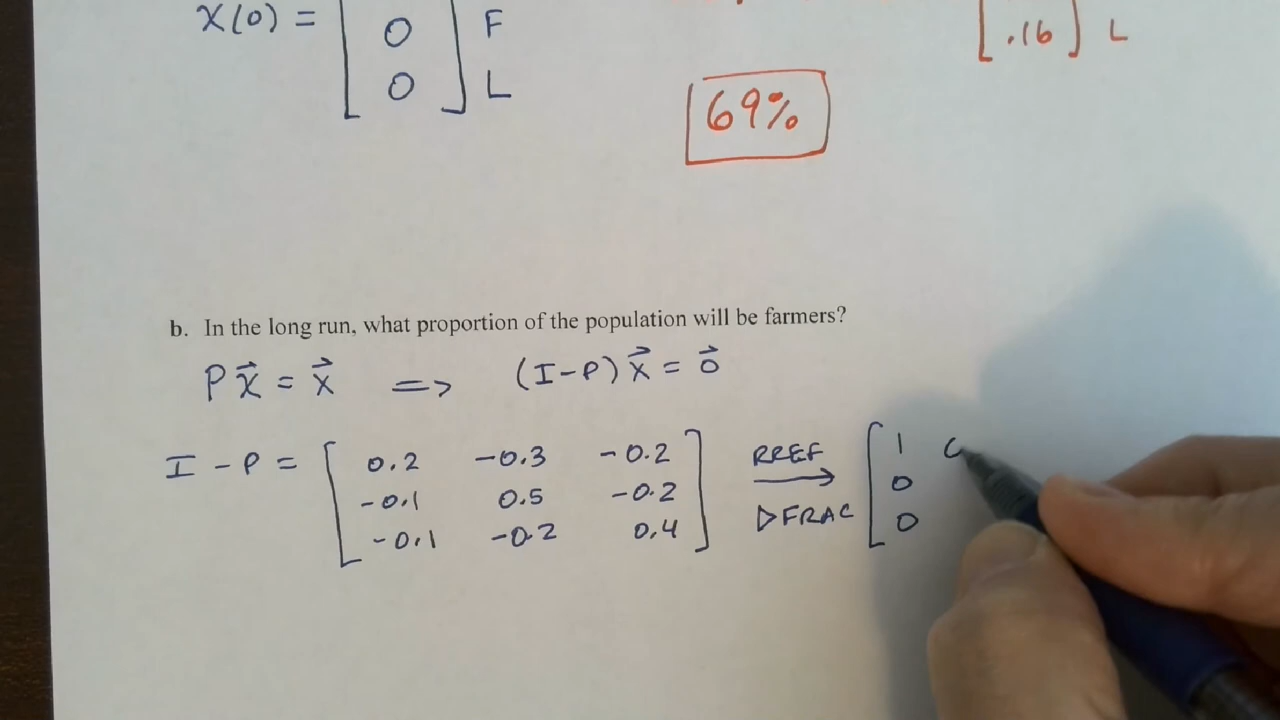 X(0) = [ 0 ] F
[ 0 ] L
[ .16 ] L
69%
b. In the long run, what proportion of the population will be farmers?
Px⃗ = x⃗ => (I-P)x⃗ = 0⃗
I - P = [ 0.2 -0.3 -0.2 ] RREF [ 1 0
-0.1 0.5 -0.2 → 0
-0.1 -0.2 0.4 ▷FRAC 0